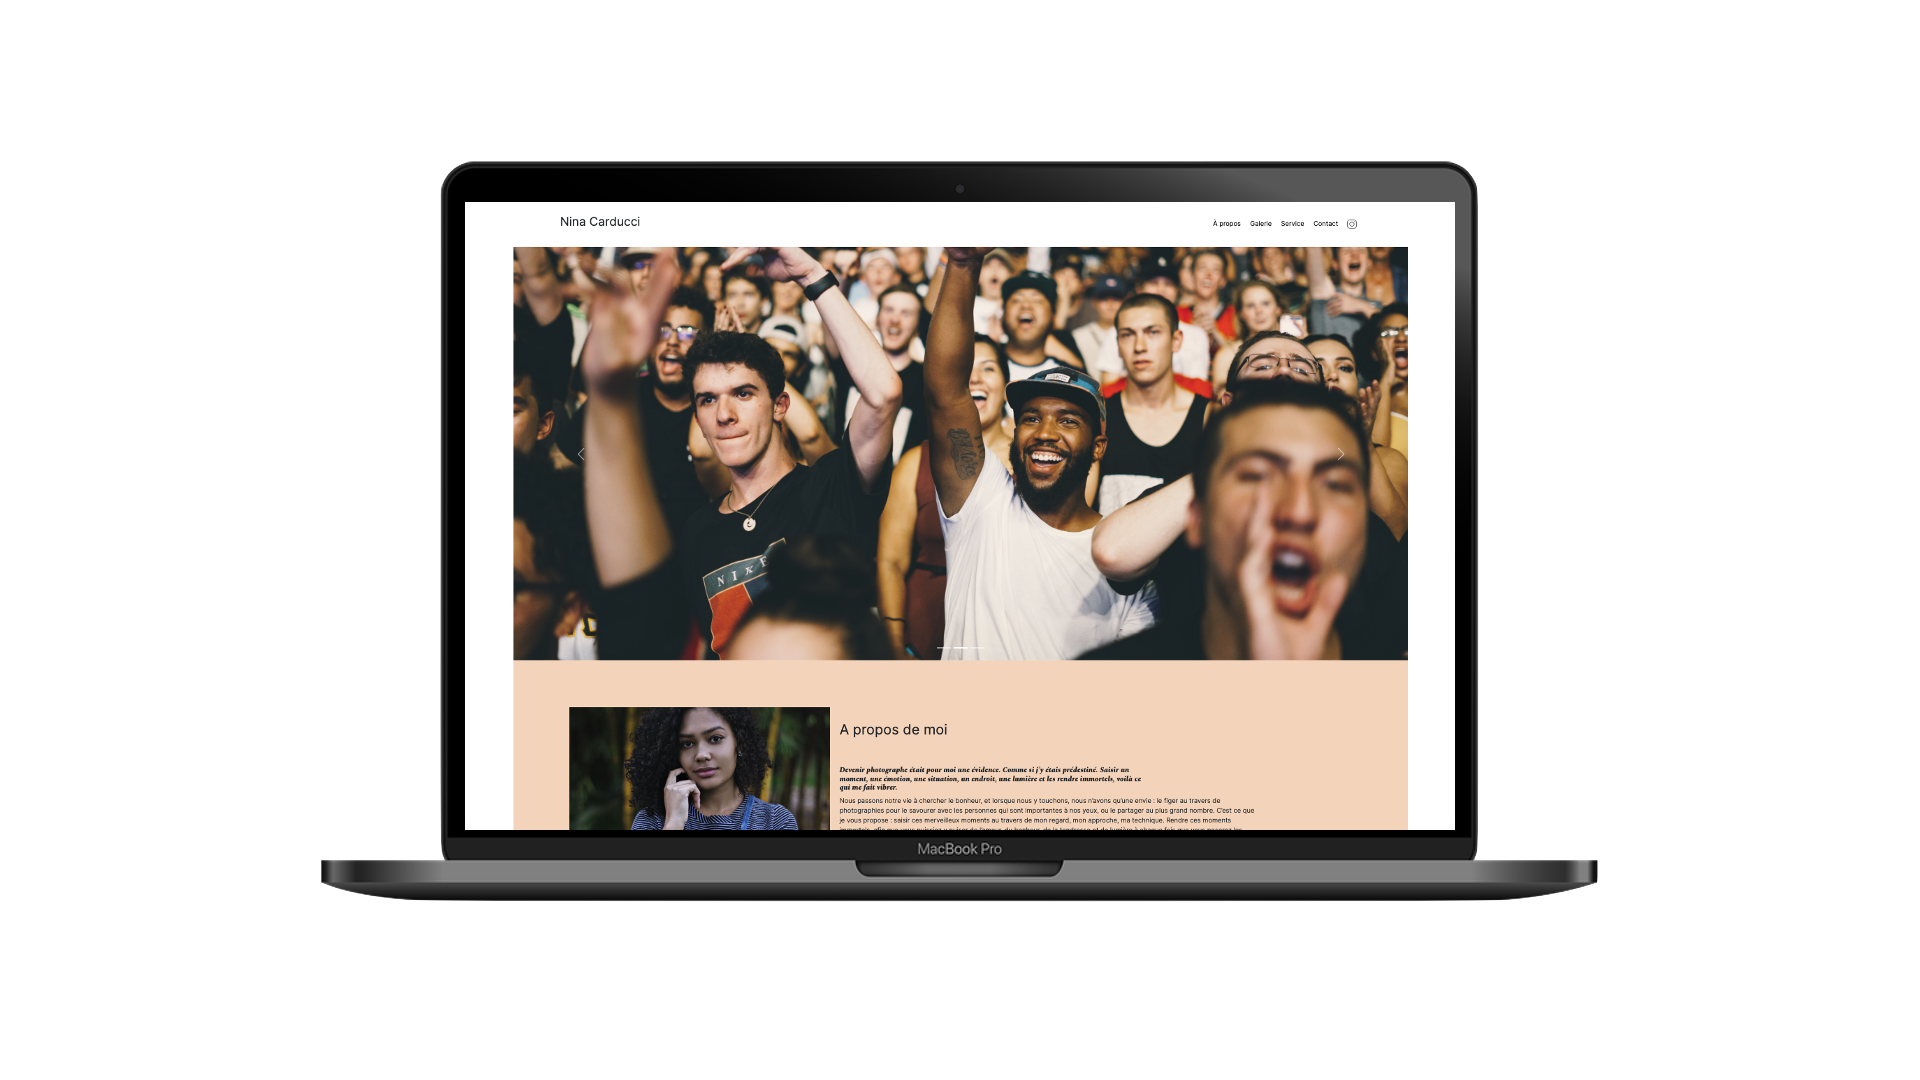 Nina Carducci
À propos Galerie Service Contact
NIKE
A propos de moi
Devenir photographe était pour moi une évidence. Comme si j'y étais prédestiné. Saisir un
moment, une émotion, une situation, un endroit, une lumière et les rendre immortels, voilà ce
qui me fait vibrer.
Nous passons notre vie à chercher le bonheur, et lorsque nous y touchons, nous n'avons qu'une envie : le figer au travers de
photographies pour le savourer avec les personnes qui sont importantes à nos yeux, ou le partager au plus grand nombre. C'est ce que
je vous propose : saisir ces merveilleux moments au travers de mon regard, mon approche, ma technique. Rendre ces moments
MacBook Pro